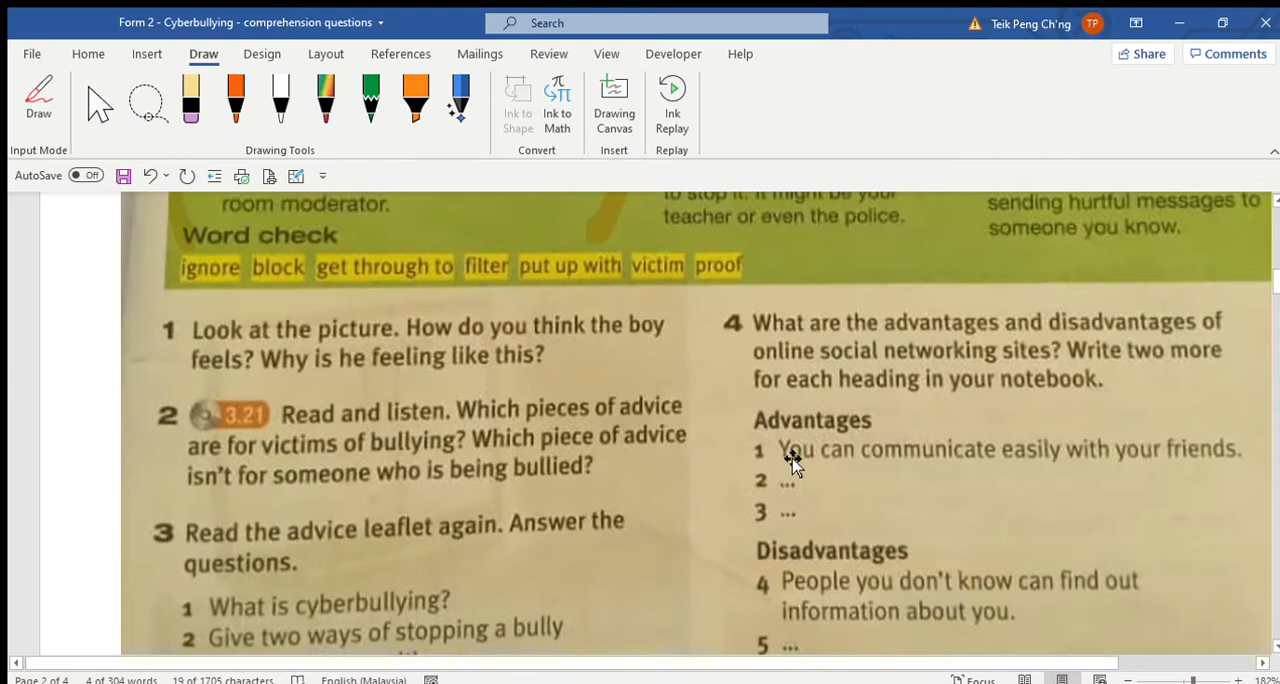 Form 2 - Cyberbullying - comprehension questions
Search
Teik Peng Ch'ng TP
File Home Insert Draw Design Layout References Mailings Review View Developer Help
Share Comments
Draw
Ink to Shape
Ink to Math
Drawing Canvas
Ink Replay
Input Mode
Drawing Tools
Convert
Insert
Replay
AutoSave Off
room moderator.
Word check
ignore block get through to filter put up with victim proof
to stop it. It might be your
teacher or even the police.
sending hurtful messages to
someone you know.
1 Look at the picture. How do you think the boy
feels? Why is he feeling like this?
2 3.21 Read and listen. Which pieces of advice
are for victims of bullying? Which piece of advice
isn't for someone who is being bullied?
3 Read the advice leaflet again. Answer the
questions.
1 What is cyberbullying?
2 Give two ways of stopping a bully
4 What are the advantages and disadvantages of
online social networking sites? Write two more
for each heading in your notebook.
Advantages
1 You can communicate easily with your friends.
2 ...
3 ...
Disadvantages
4 People you don't know can find out
information about you.
5 ...
Page 2 of 4 4 of 304 words 19 of 1705 characters English (Malaysia) Focus 182%